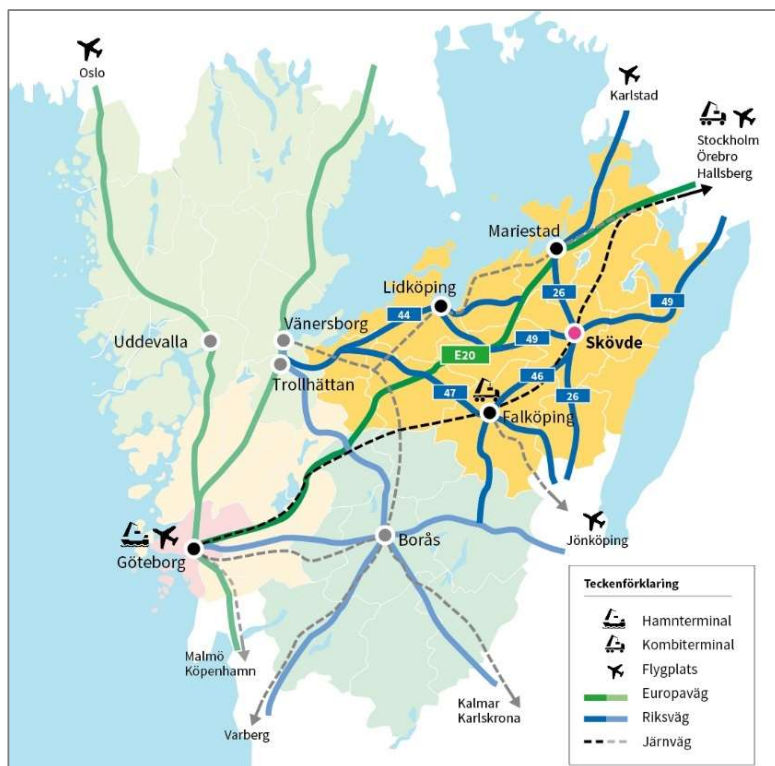 Oslo
Karlstad
Stockholm
Örebro
Hallsberg
Mariestad
Lidköping
26
49
44
Vänersborg
Uddevalla
49
Skövde
E20
Trollhättan
46
47
26
Falköping
Jönköping
Borås
Göteborg
Malmö
Köpenhamn
Kalmar
Karlskrona
Varberg
Teckenförklaring
Hamnterminal
Kombiterminal
Flygplats
Europaväg
Riksväg
Järnväg